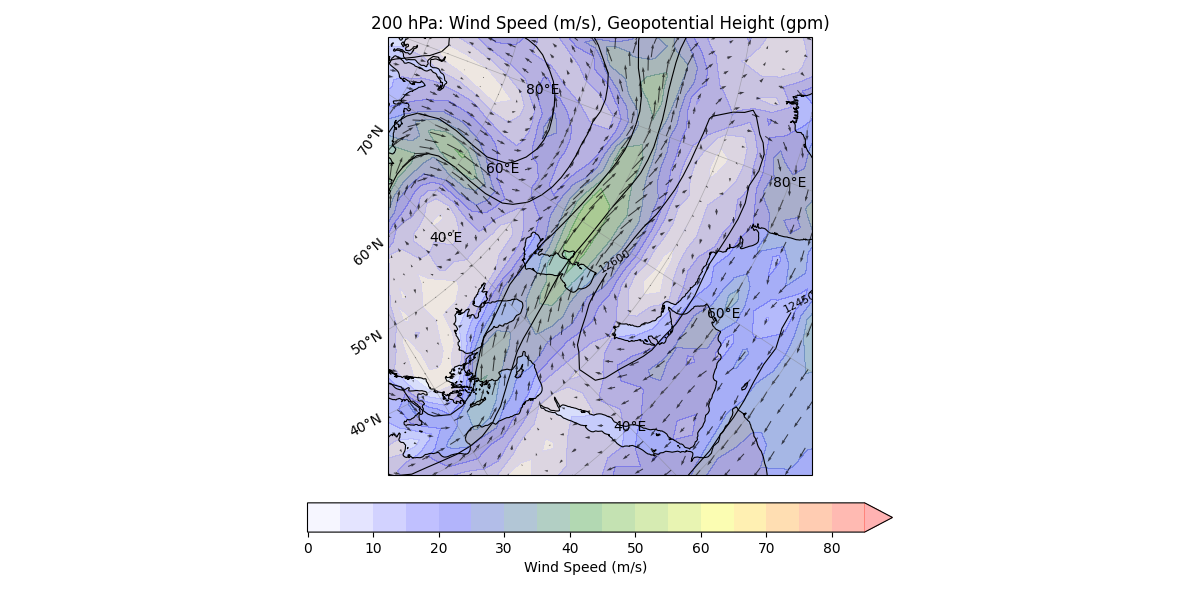 200 hPa: Wind Speed (m/s), Geopotential Height (gpm)
80°E
70°N
60°E
80°E
40°E
60°N
12600
12450
60°E
50°N
40°N
40°E
0 10 20 30 40 50 60 70 80
Wind Speed (m/s)